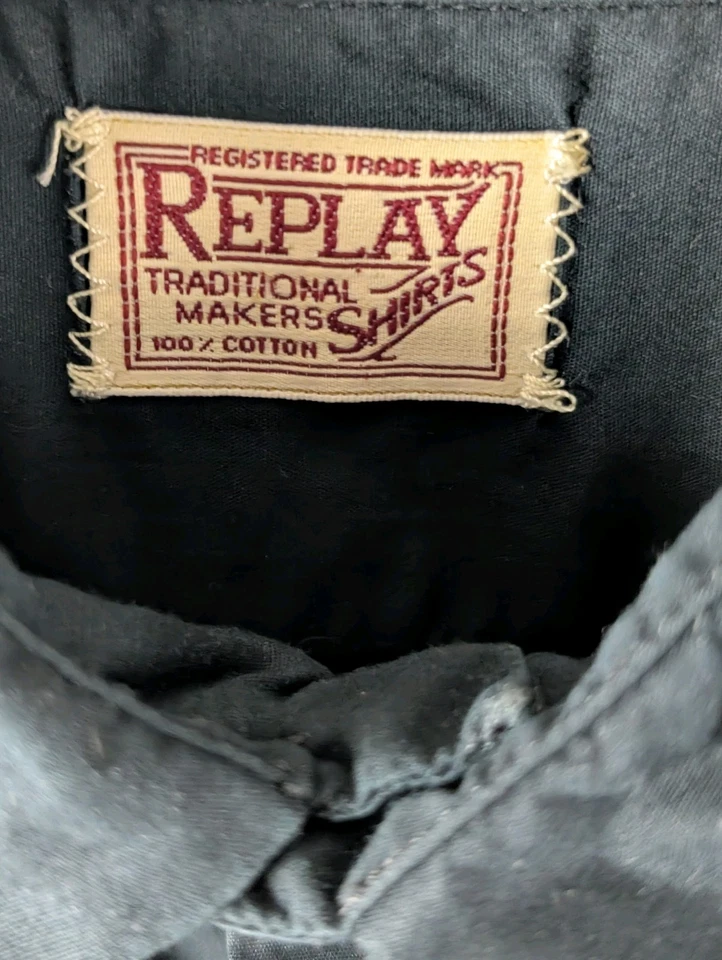 REGISTERED TRADE MARK
REPLAY
TRADITIONAL
MAKERS SHIRTS
100% COTTON